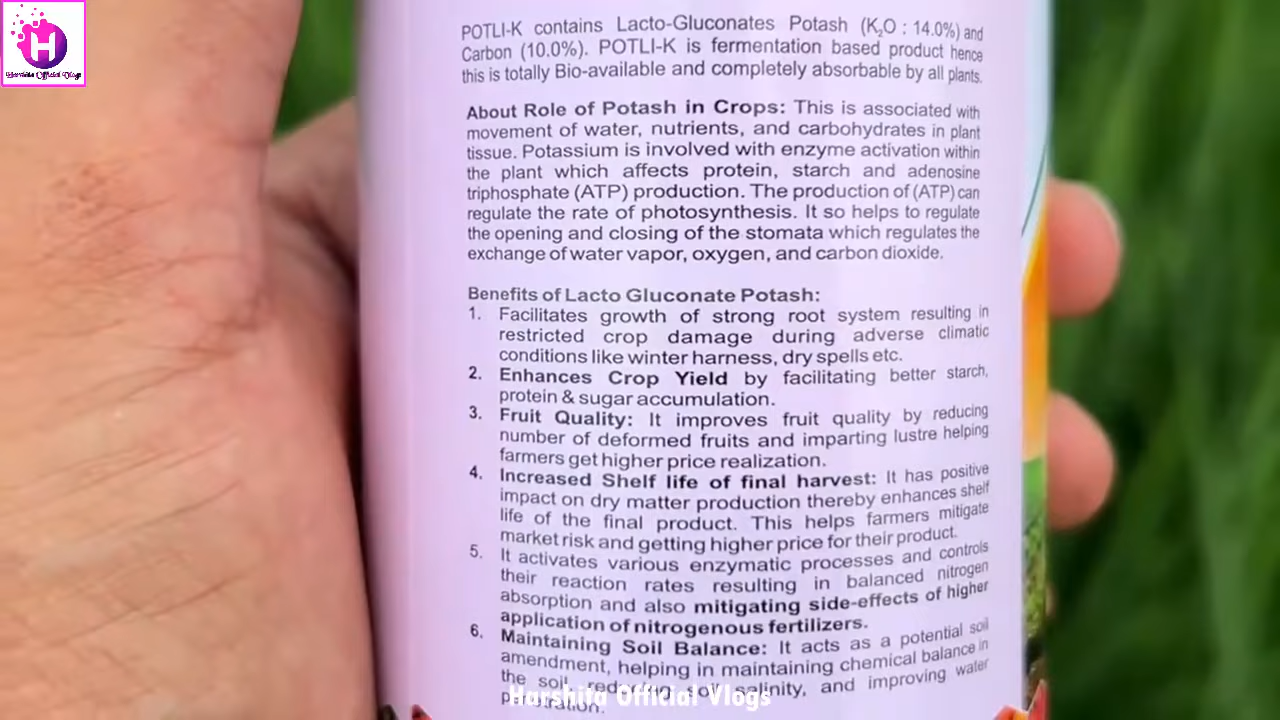 H
Harshita Official Vlogs
POTLI-K contains Lacto-Gluconates Potash (K₂O : 14.0%) and
Carbon (10.0%). POTLI-K is fermentation based product hence
this is totally Bio-available and completely absorbable by all plants.
About Role of Potash in Crops: This is associated with
movement of water, nutrients, and carbohydrates in plant
tissue. Potassium is involved with enzyme activation within
the plant which affects protein, starch and adenosine
triphosphate (ATP) production. The production of (ATP) can
regulate the rate of photosynthesis. It so helps to regulate
the opening and closing of the stomata which regulates the
exchange of water vapor, oxygen, and carbon dioxide.
Benefits of Lacto Gluconate Potash:
1. Facilitates growth of strong root system resulting in
restricted crop damage during adverse climatic
conditions like winter harness, dry spells etc.
2. Enhances Crop Yield by facilitating better starch,
protein & sugar accumulation.
3. Fruit Quality: It improves fruit quality by reducing
number of deformed fruits and imparting lustre helping
farmers get higher price realization.
4. Increased Shelf life of final harvest: It has positive
impact on dry matter production thereby enhances shelf
life of the final product. This helps farmers mitigate
market risk and getting higher price for their product.
5. It activates various enzymatic processes and controls
their reaction rates resulting in balanced nitrogen
absorption and also mitigating side-effects of higher
application of nitrogenous fertilizers.
6. Maintaining Soil Balance: It acts as a potential soil
amendment, helping in maintaining chemical balance in
the soil, soil salinity, and improving water
Harshita Official Vlogs